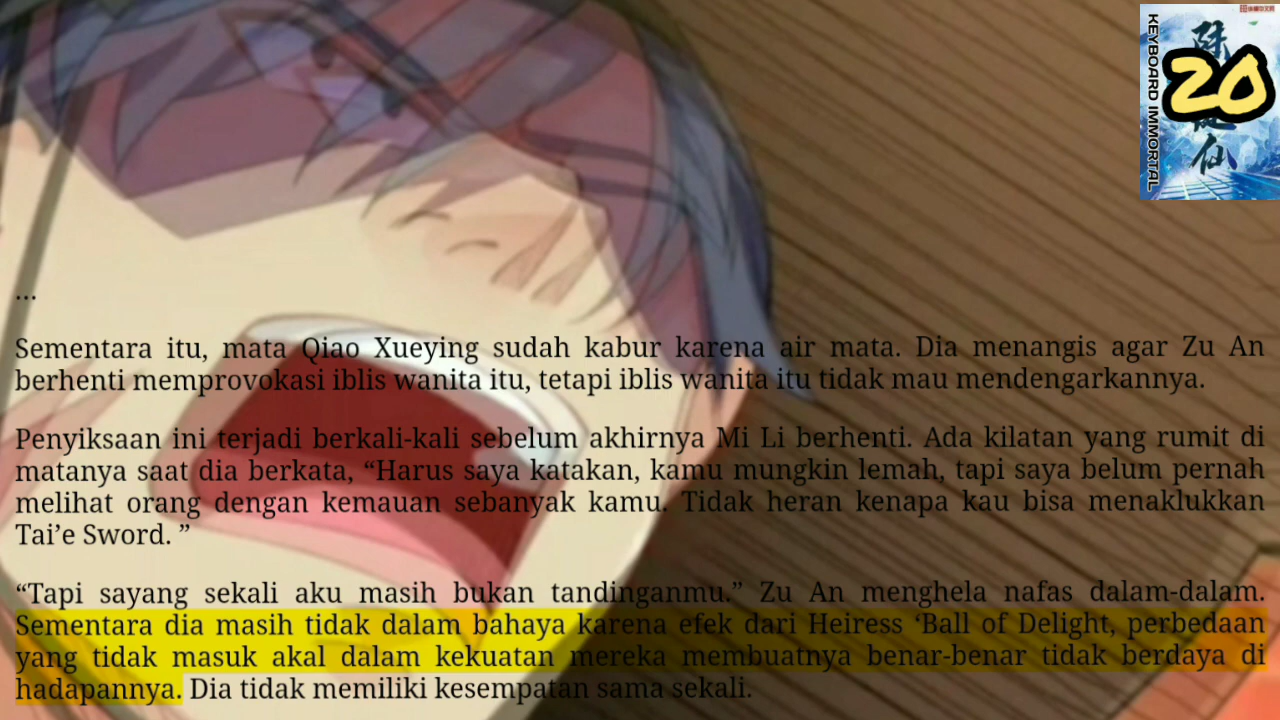 KEYBOARD IMMORTAL
20
...
Sementara itu, mata Qiao Xueying sudah kabur karena air mata. Dia menangis agar Zu An
berhenti memprovokasi iblis wanita itu, tetapi iblis wanita itu tidak mau mendengarkannya.
Penyiksaan ini terjadi berkali-kali sebelum akhirnya Mi Li berhenti. Ada kilatan yang rumit di
matanya saat dia berkata, “Harus saya katakan, kamu mungkin lemah, tapi saya belum pernah
melihat orang dengan kemauan sebanyak kamu. Tidak heran kenapa kau bisa menaklukkan
Tai’e Sword. ”
“Tapi sayang sekali aku masih bukan tandinganmu.” Zu An menghela nafas dalam-dalam.
Sementara dia masih tidak dalam bahaya karena efek dari Heiress ‘Ball of Delight, perbedaan
yang tidak masuk akal dalam kekuatan mereka membuatnya benar-benar tidak berdaya di
hadapannya. Dia tidak memiliki kesempatan sama sekali.